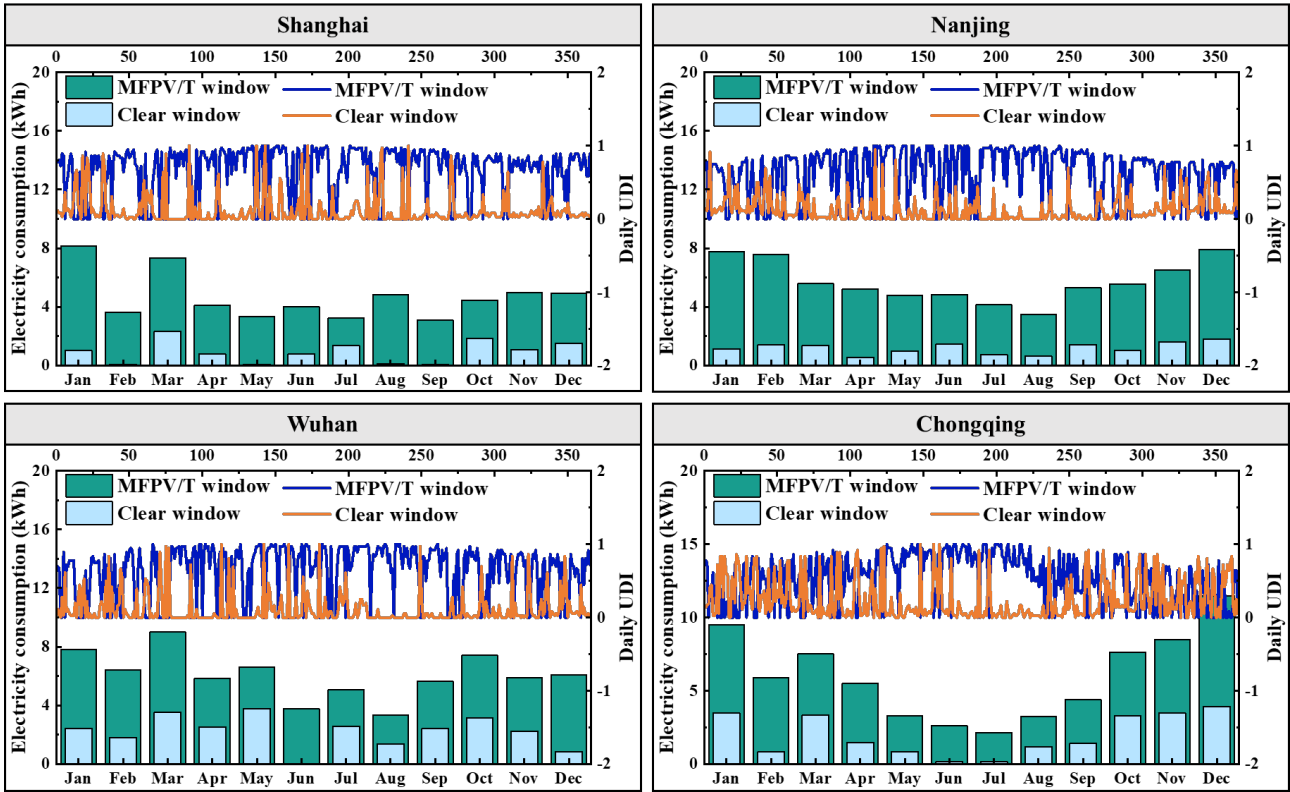 Shanghai
0 50 100 150 200 250 300 350
MFPV/T window MFPV/T window
Clear window Clear window
Electricity consumption (kWh)
20
16
12
8
4
0
Daily UDI
2
1
0
-1
-2
Jan Feb Mar Apr May Jun Jul Aug Sep Oct Nov Dec
Nanjing
0 50 100 150 200 250 300 350
MFPV/T window MFPV/T window
Clear window Clear window
Electricity consumption (kWh)
20
16
12
8
4
0
Daily UDI
2
1
0
-1
-2
Jan Feb Mar Apr May Jun Jul Aug Sep Oct Nov Dec
Wuhan
0 50 100 150 200 250 300 350
MFPV/T window MFPV/T window
Clear window Clear window
Electricity consumption (kWh)
20
16
12
8
4
0
Daily UDI
2
1
0
-1
-2
Jan Feb Mar Apr May Jun Jul Aug Sep Oct Nov Dec
Chongqing
0 50 100 150 200 250 300 350
MFPV/T window MFPV/T window
Clear window Clear window
Electricity consumption (kWh)
20
15
10
5
0
Daily UDI
2
1
0
-1
-2
Jan Feb Mar Apr May Jun Jul Aug Sep Oct Nov Dec